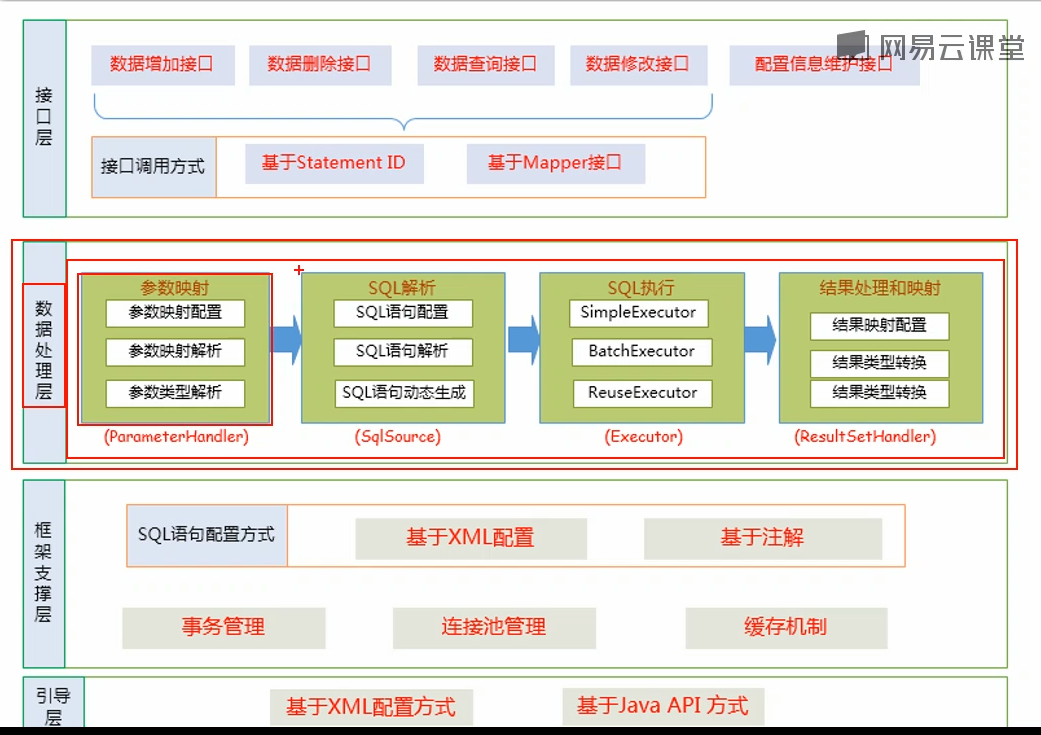 网易云课堂
数据增加接口 数据删除接口 数据查询接口 数据修改接口 配置信息维护接口
接口层
接口调用方式 基于Statement ID 基于Mapper接口
数据处理层
参数映射 SQL解析 SQL执行 结果处理和映射
参数映射配置 SQL语句配置 SimpleExecutor 结果映射配置
参数映射解析 SQL语句解析 BatchExecutor 结果类型转换
参数类型解析 SQL语句动态生成 ReuseExecutor 结果类型转换
(ParameterHandler) (SqlSource) (Executor) (ResultSetHandler)
框架支撑层
SQL语句配置方式 基于XML配置 基于注解
事务管理 连接池管理 缓存机制
引导层
基于XML配置方式 基于Java API 方式